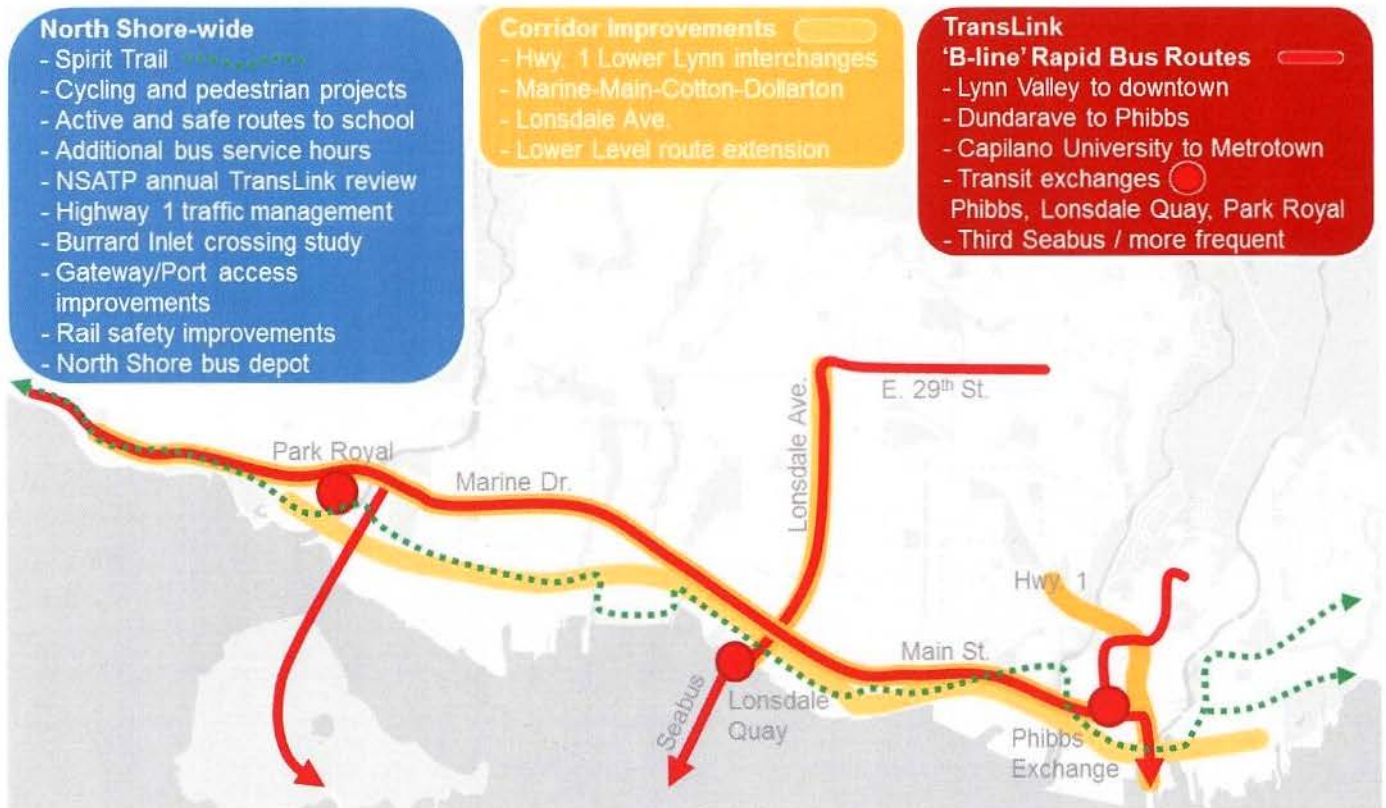 North Shore-wide
- Spirit Trail
- Cycling and pedestrian projects
- Active and safe routes to school
- Additional bus service hours
- NSATP annual TransLink review
- Highway 1 traffic management
- Burrard Inlet crossing study
- Gateway/Port access
improvements
- Rail safety improvements
- North Shore bus depot
Corridor Improvements
- Hwy. 1 Lower Lynn interchanges
- Marine-Main-Cotton-Dollarton
- Lonsdale Ave.
- Lower Level route extension
TransLink
'B-line' Rapid Bus Routes
- Lynn Valley to downtown
- Dundarave to Phibbs
- Capilano University to Metrotown
- Transit exchanges
Phibbs, Lonsdale Quay, Park Royal
- Third Seabus / more frequent
E. 29th St.
Lonsdale Ave.
Park Royal
Marine Dr.
Hwy. 1
Main St.
Seabus
Lonsdale
Quay
Phibbs
Exchange